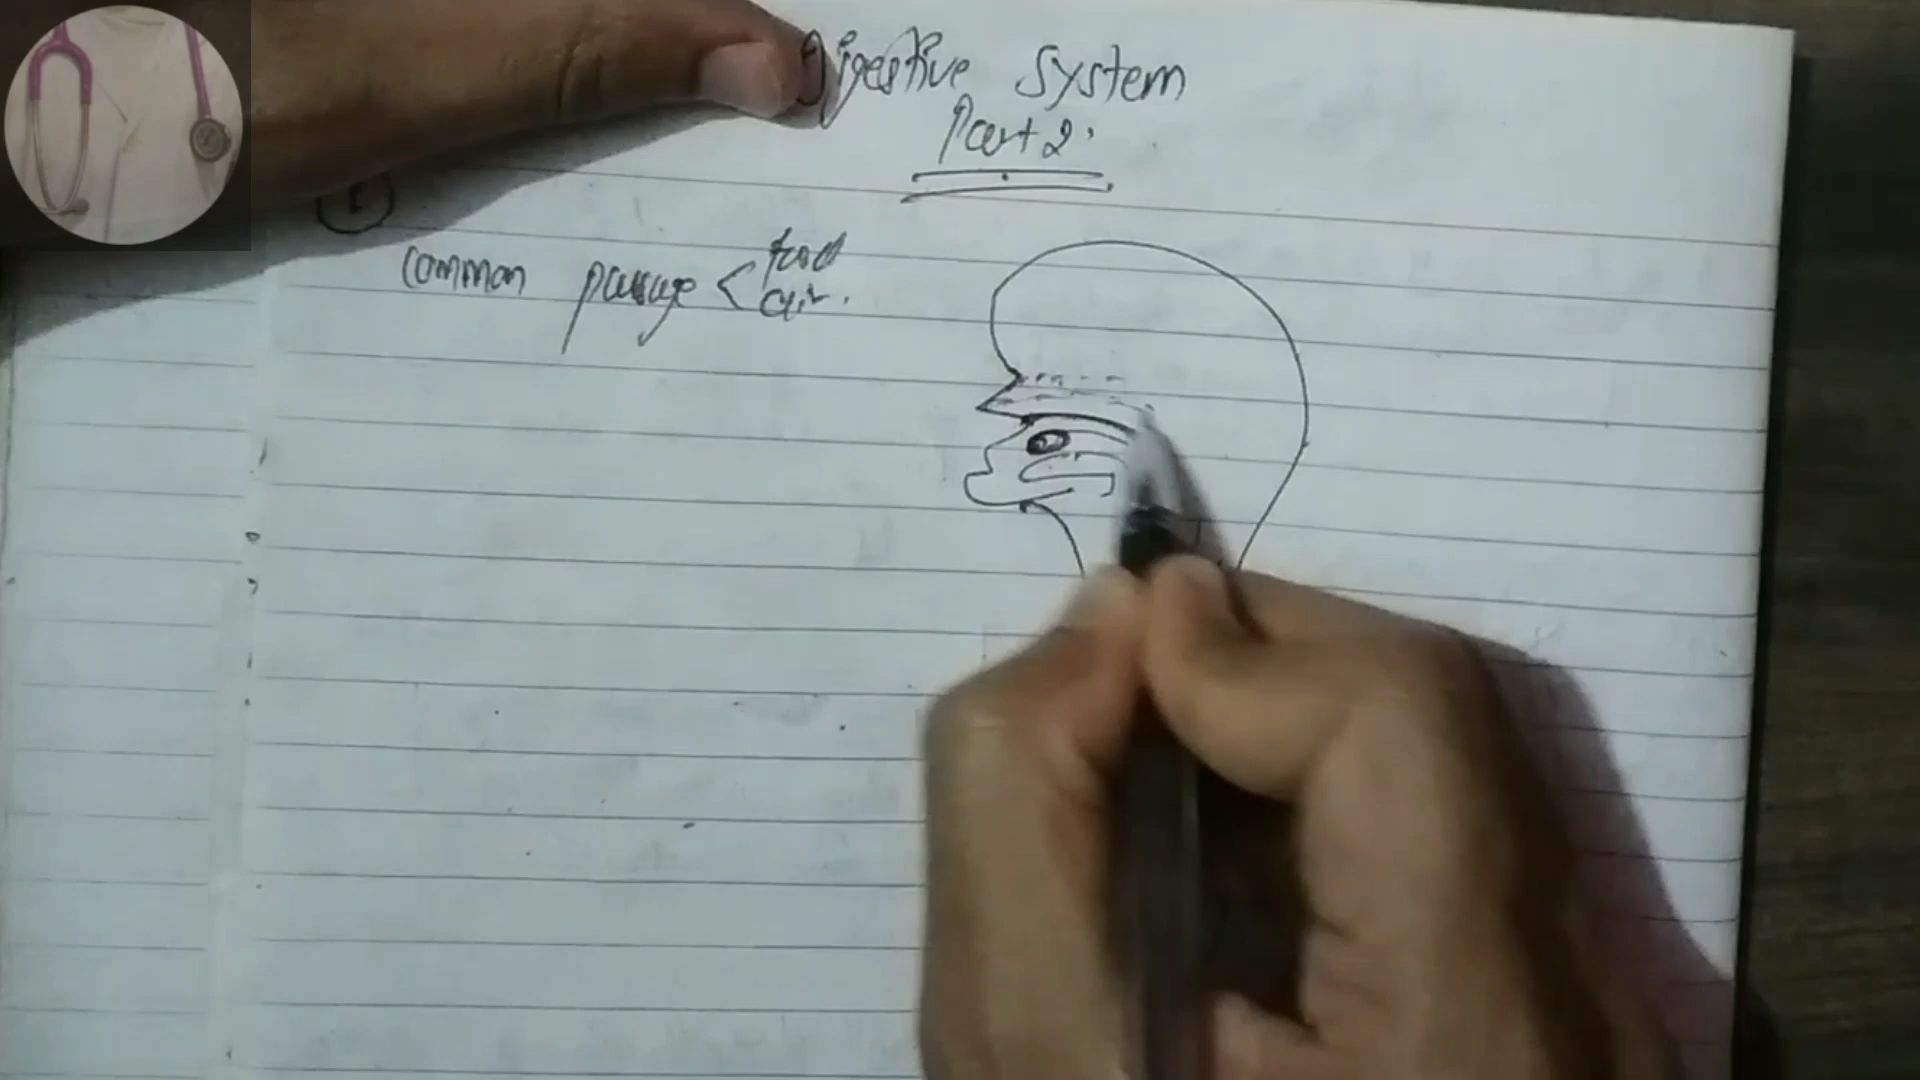 Digestive System
Part 2
common passage < food
air.